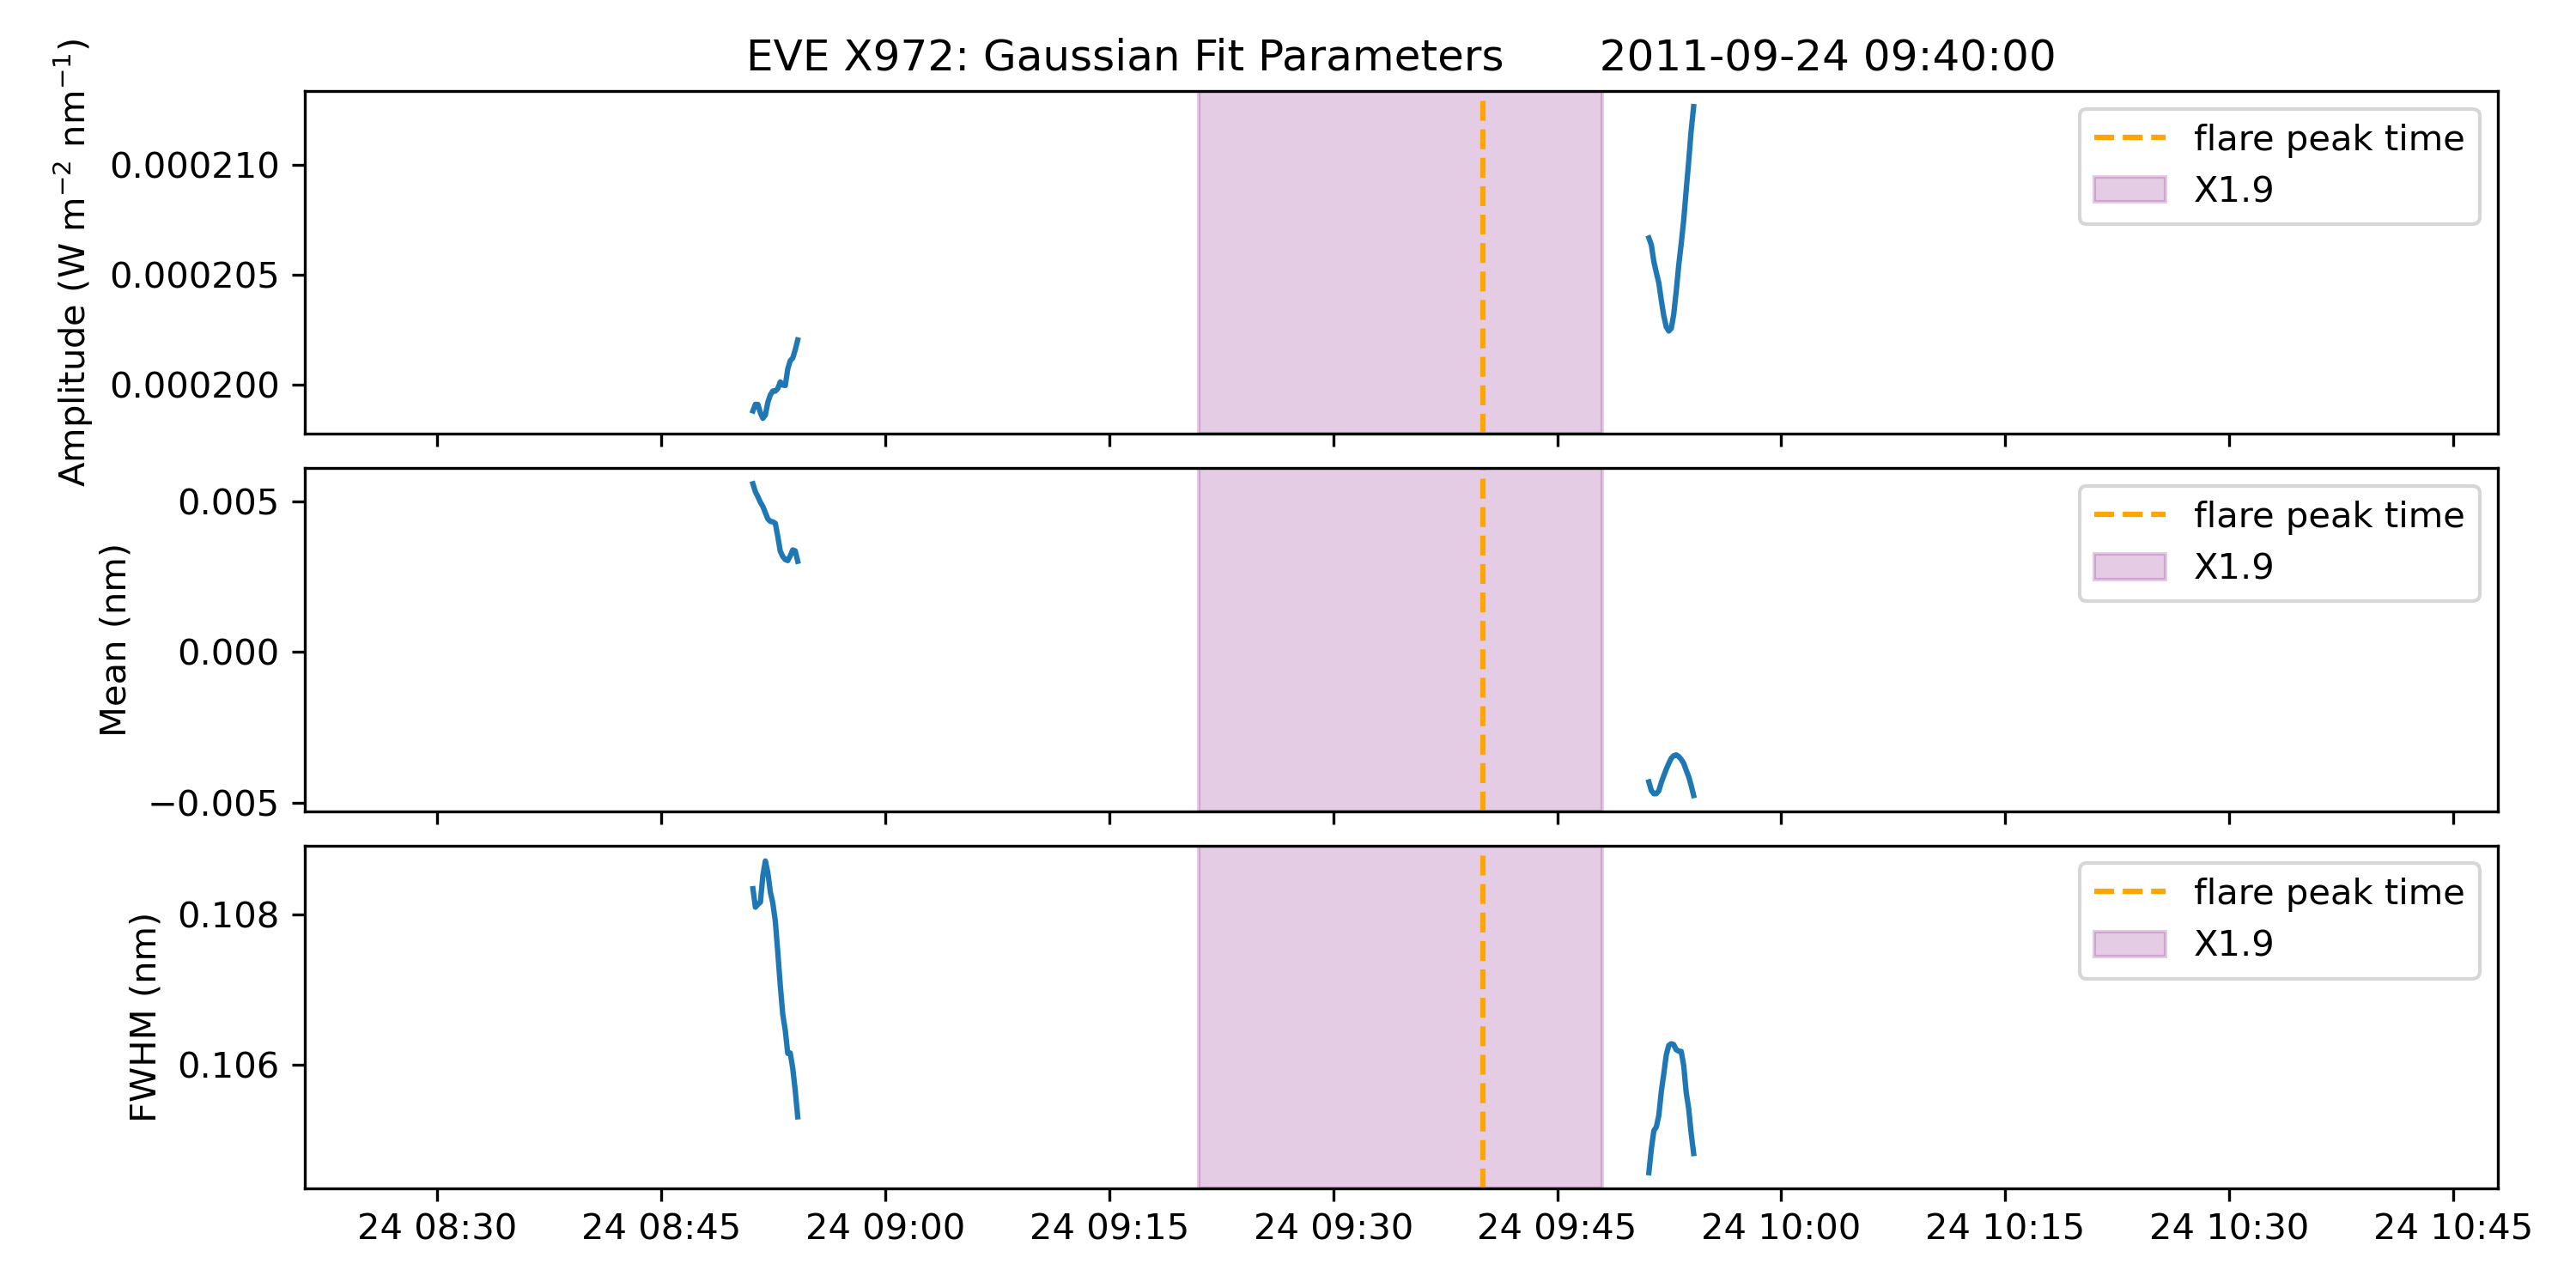 EVE X972: Gaussian Fit Parameters 2011-09-24 09:40:00
Amplitude (W m⁻² nm⁻¹)
0.000210
0.000205
0.000200
flare peak time
X1.9
Mean (nm)
0.005
0.000
−0.005
flare peak time
X1.9
FWHM (nm)
0.108
0.106
flare peak time
X1.9
24 08:30 24 08:45 24 09:00 24 09:15 24 09:30 24 09:45 24 10:00 24 10:15 24 10:30 24 10:45